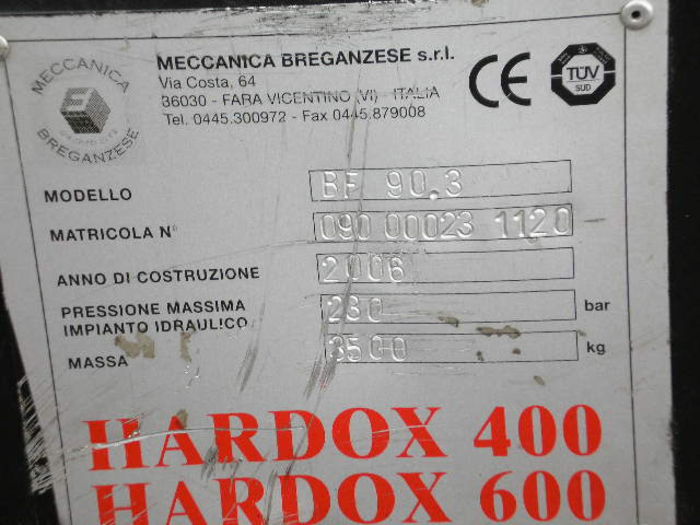 MECCANICA
BREGANZESE
MECCANICA BREGANZESE s.r.l.
Via Costa, 64
36030 - FARA VICENTINO (VI) - ITALIA
Tel. 0445.300972 - Fax 0445.879008
CE
TÜV
SUD
MODELLO BF 90.3
MATRICOLA N° 090 00023 1120
ANNO DI COSTRUZIONE 2006
PRESSIONE MASSIMA
IMPIANTO IDRAULICO 230 bar
MASSA 3500 kg
HARDOX 400
HARDOX 600